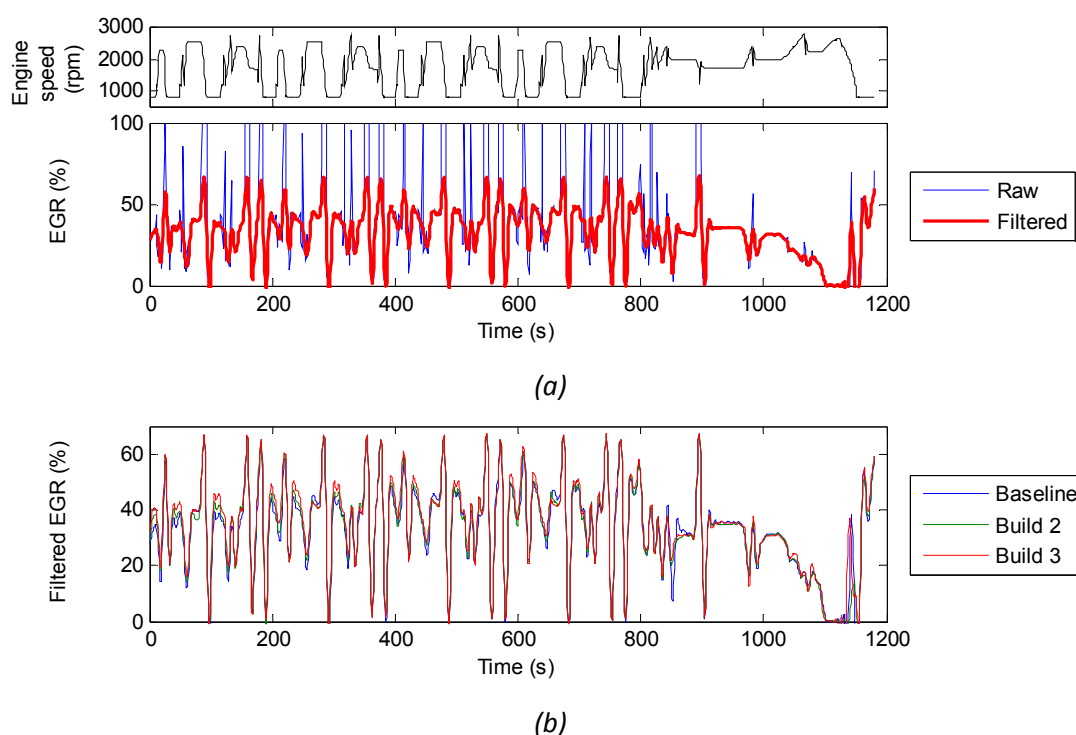 3000
2000
1000
Engine
speed
(rpm)
100
50
0
EGR (%)
0 200 400 600 800 1000 1200
Time (s)
Raw
Filtered
(a)
60
40
20
0
Filtered EGR (%)
0 200 400 600 800 1000 1200
Time (s)
Baseline
Build 2
Build 3
(b)